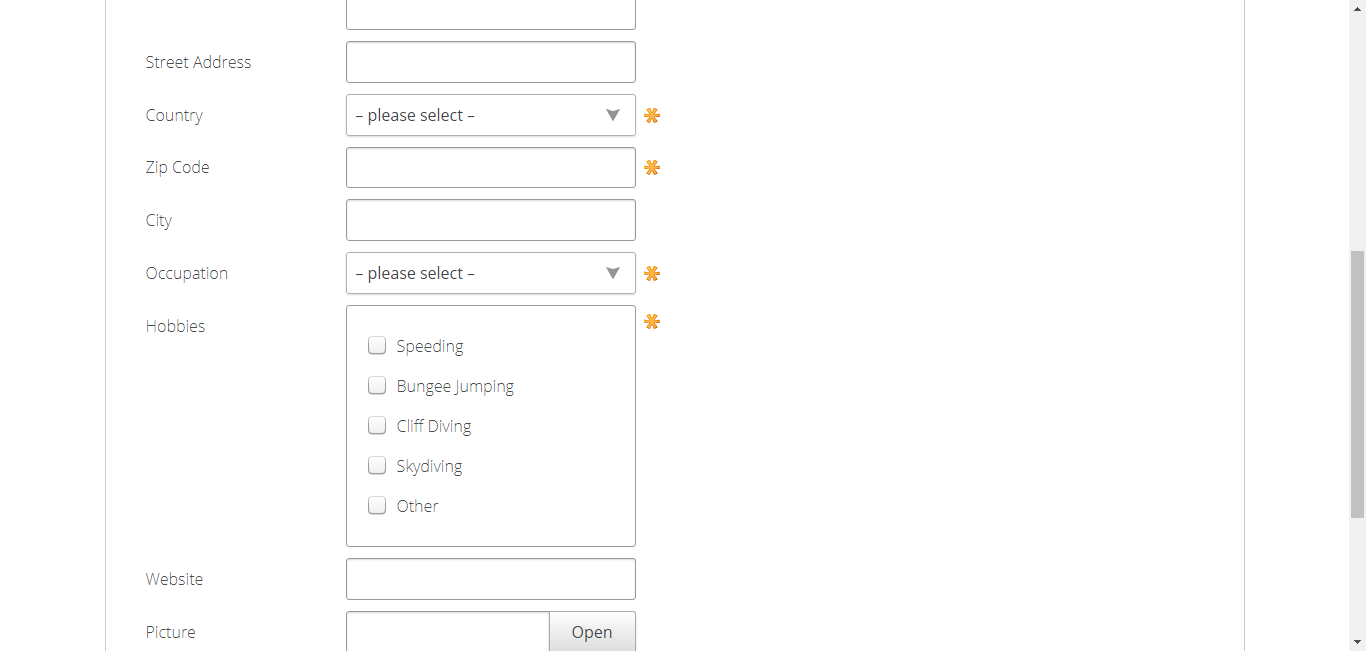 Street Address
Country – please select –
Zip Code
City
Occupation – please select –
Hobbies
Speeding
Bungee Jumping
Cliff Diving
Skydiving
Other
Website
Picture Open